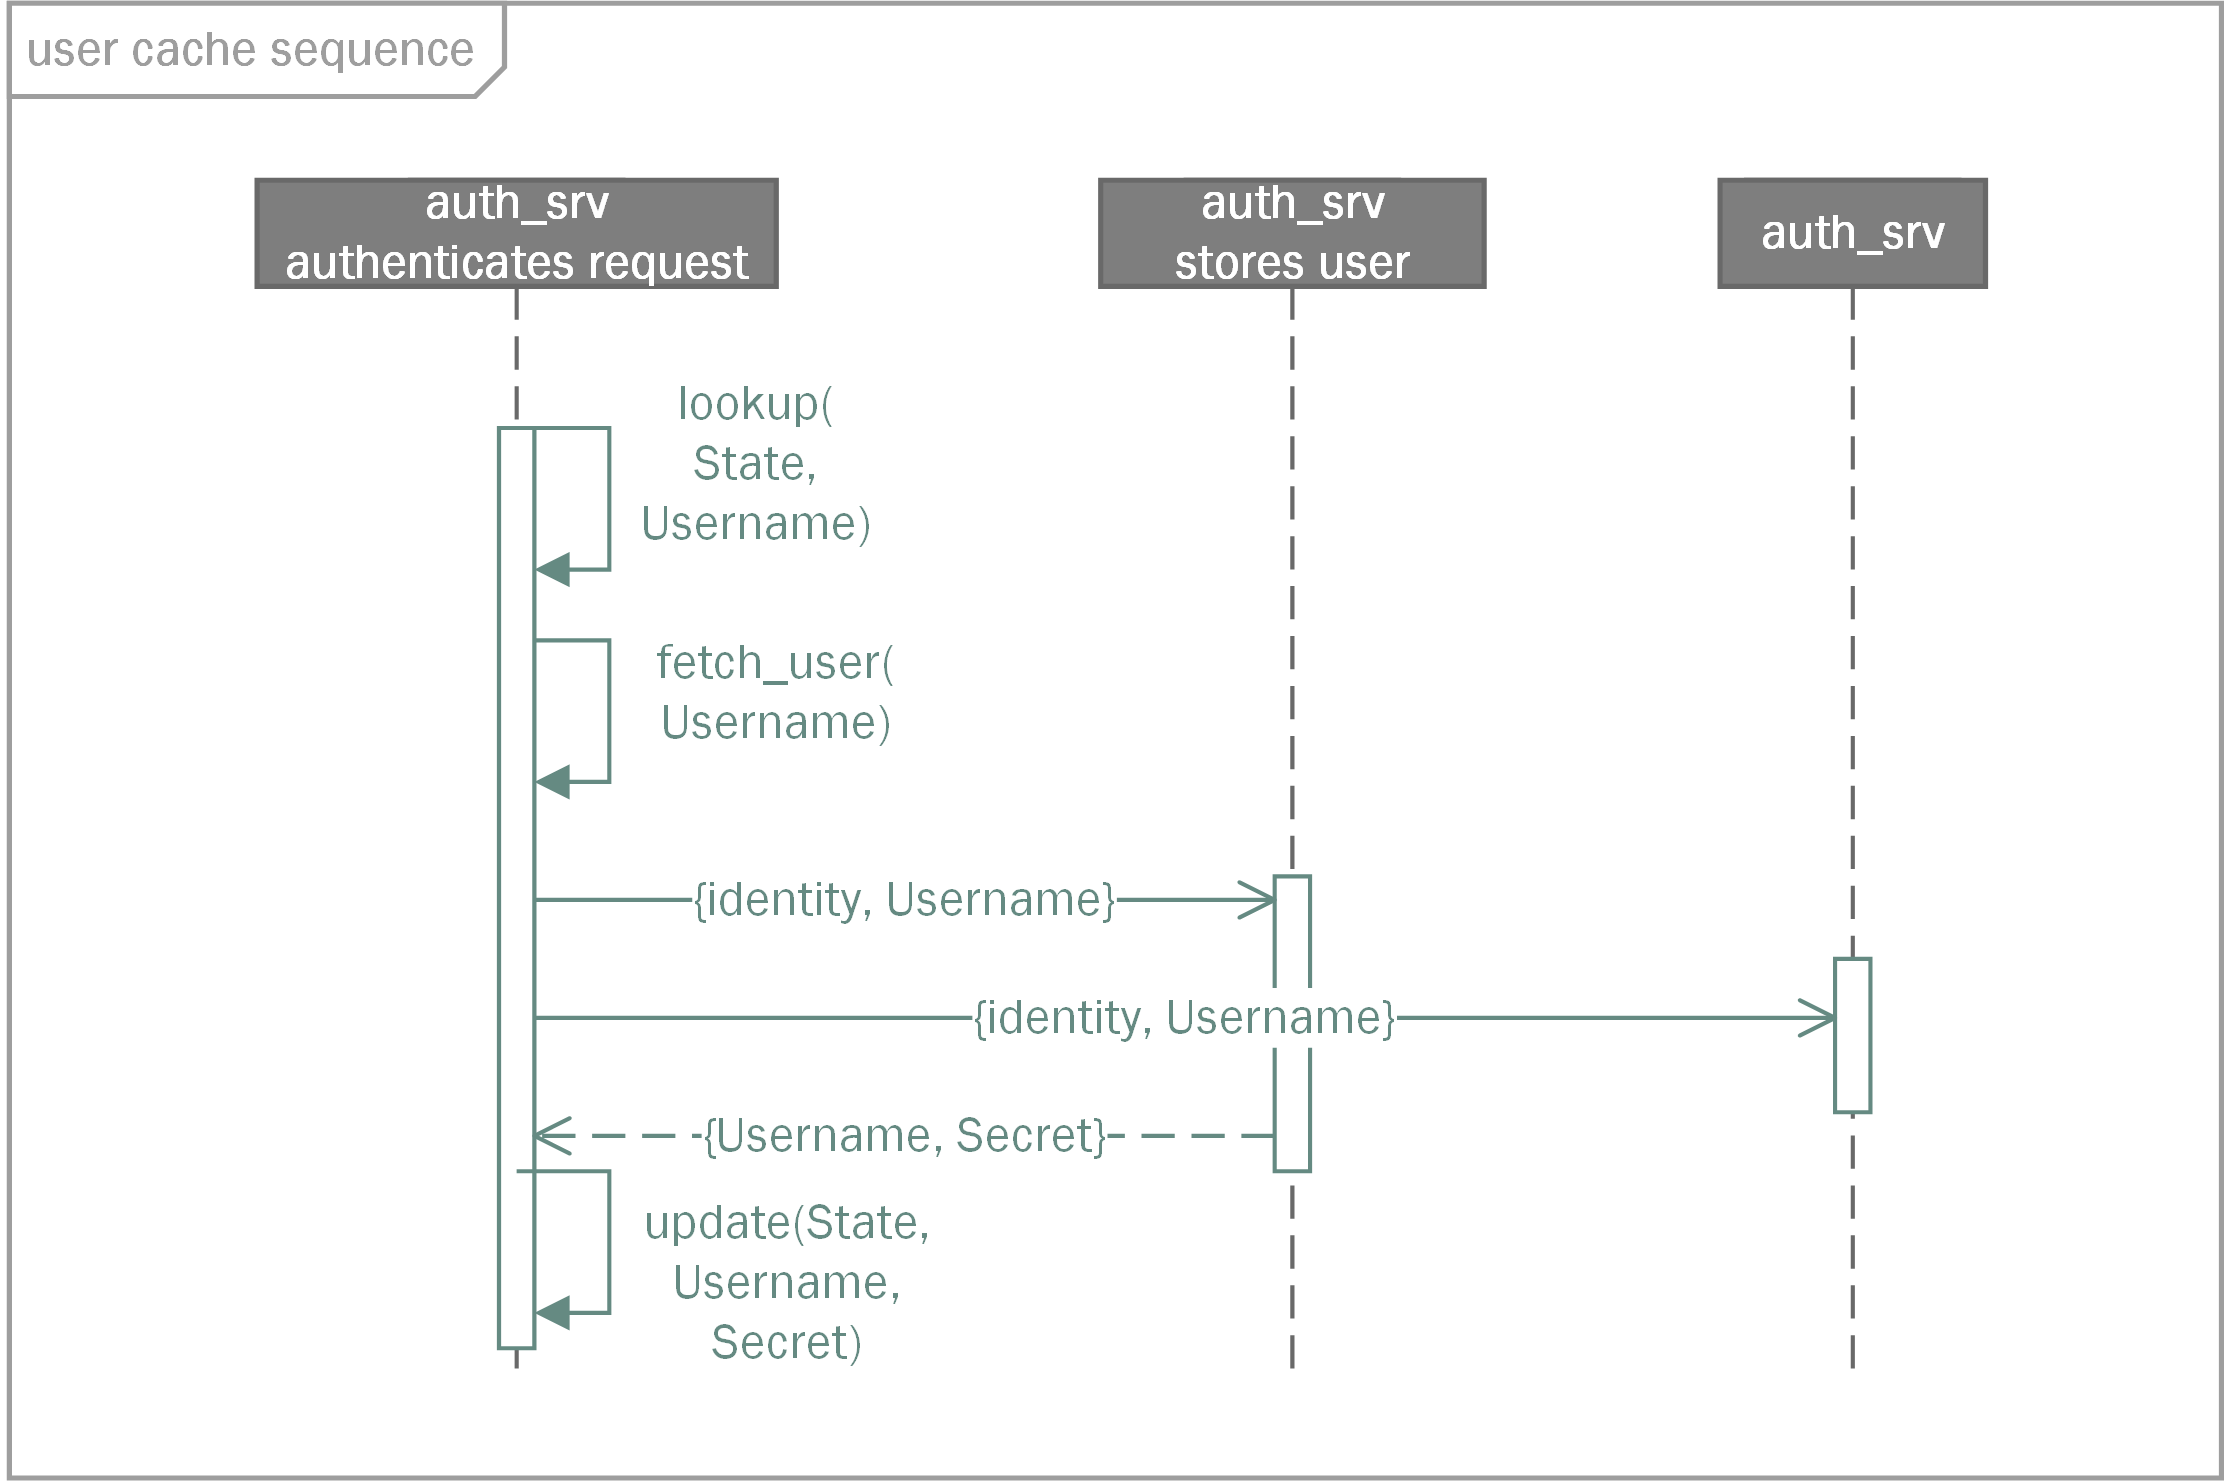 user cache sequence
auth_srv
authenticates request
auth_srv
stores user
auth_srv
lookup(
State,
Username)
fetch_user(
Username)
{identity, Username}
{identity, Username}
{Username, Secret}
update(State,
Username,
Secret)